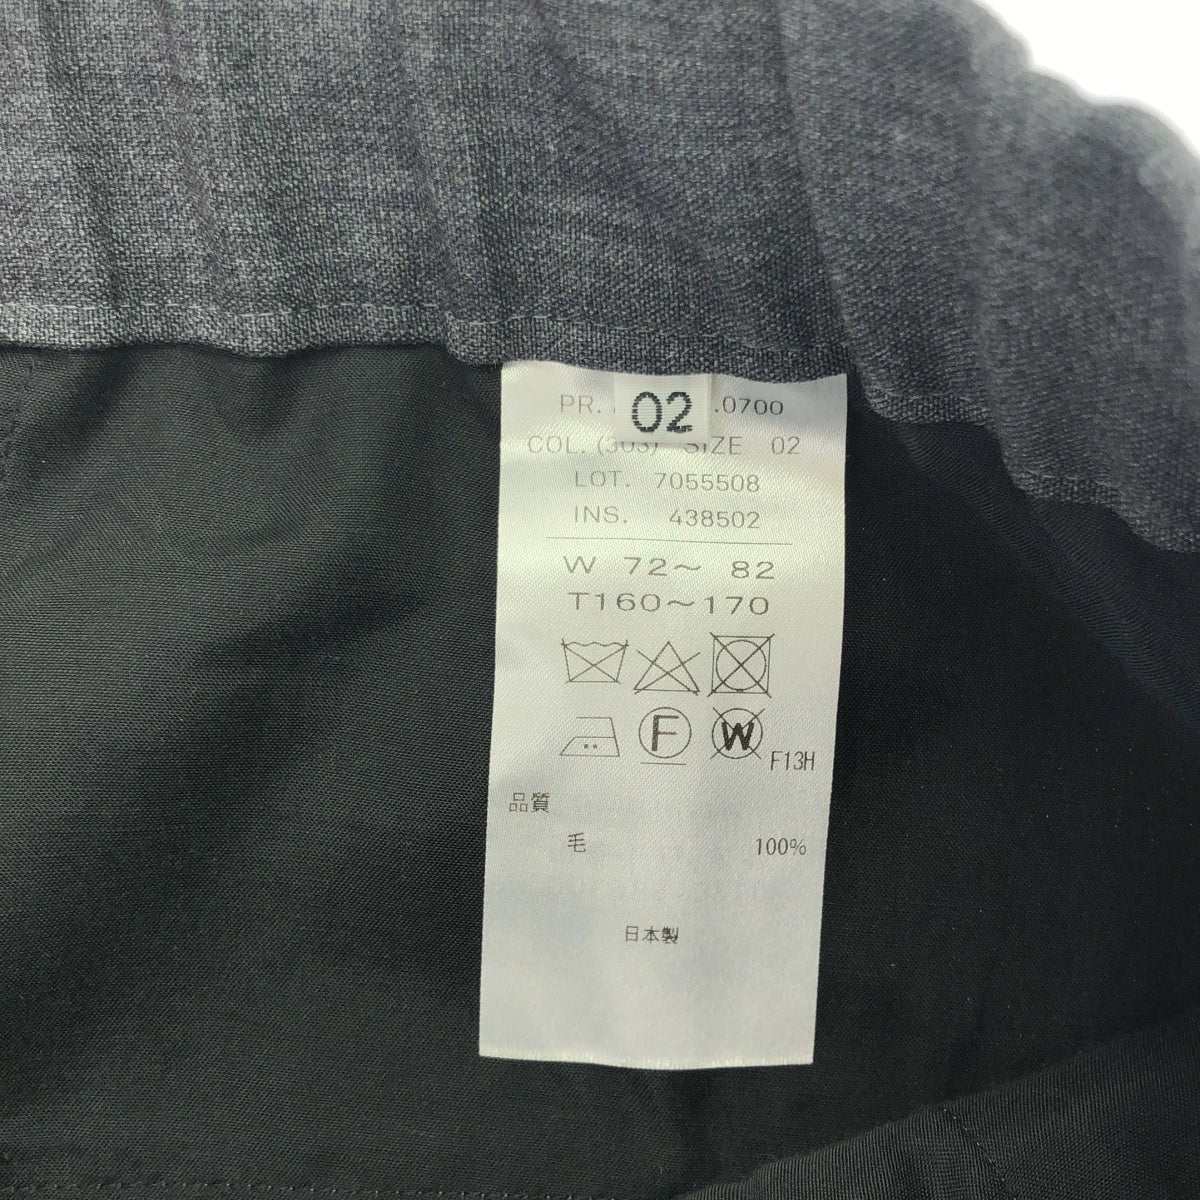 PR. .0700
02
COL. (303) SIZE 02
LOT. 7055508
INS. 438502
W 72～ 82
T160～170
F
W
F13H
品質
毛 100%
日本製